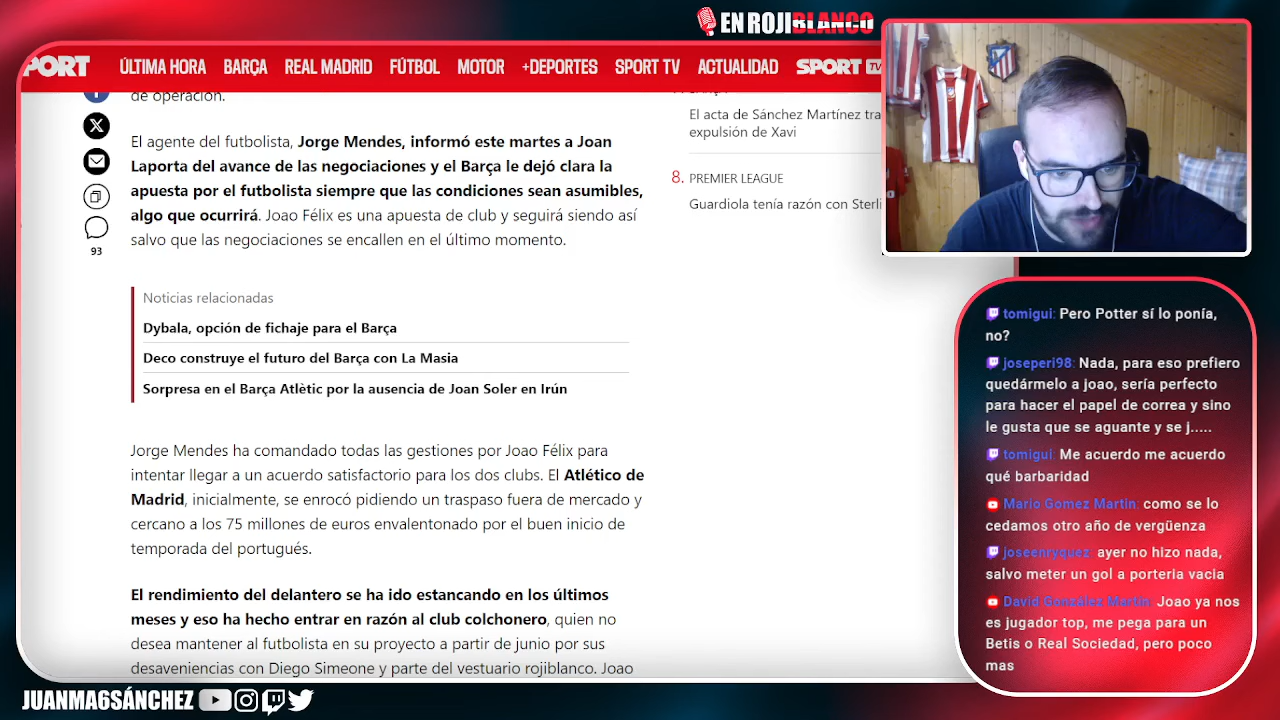 EN ROJIBLANCO
PORT
ÚLTIMA HORA
BARÇA
REAL MADRID
FÚTBOL
MOTOR
+DEPORTES
SPORT TV
ACTUALIDAD
SPORT TV
de operación.
El agente del futbolista, Jorge Mendes, informó este martes a Joan
Laporta del avance de las negociaciones y el Barça le dejó clara la
apuesta por el futbolista siempre que las condiciones sean asumibles,
algo que ocurrirá. Joao Félix es una apuesta de club y seguirá siendo así
salvo que las negociaciones se encallen en el último momento.
93
Noticias relacionadas
Dybala, opción de fichaje para el Barça
Deco construye el futuro del Barça con La Masia
Sorpresa en el Barça Atlètic por la ausencia de Joan Soler en Irún
Jorge Mendes ha comandado todas las gestiones por Joao Félix para
intentar llegar a un acuerdo satisfactorio para los dos clubs. El Atlético de
Madrid, inicialmente, se enrocó pidiendo un traspaso fuera de mercado y
cercano a los 75 millones de euros envalentonado por el buen inicio de
temporada del portugués.
El rendimiento del delantero se ha ido estancando en los últimos
meses y eso ha hecho entrar en razón al club colchonero, quien no
desea mantener al futbolista en su proyecto a partir de junio por sus
desaveniencias con Diego Simeone y parte del vestuario rojiblanco. Joao
El acta de Sánchez Martínez tra
expulsión de Xavi
8. PREMIER LEAGUE
Guardiola tenía razón con Sterli
tomigui: Pero Potter sí lo ponía,
no?
joseperi98: Nada, para eso prefiero
quedármelo a joao, sería perfecto
para hacer el papel de correa y sino
le gusta que se aguante y se j.....
tomigui: Me acuerdo me acuerdo
qué barbaridad
Mario Gomez Martin: como se lo
cedamos otro año de vergüenza
joseenryquez: ayer no hizo nada,
salvo meter un gol a porteria vacia
David González Martín: Joao ya nos
es jugador top, me pega para un
Betis o Real Sociedad, pero poco
mas
JUANMA6SÁNCHEZ